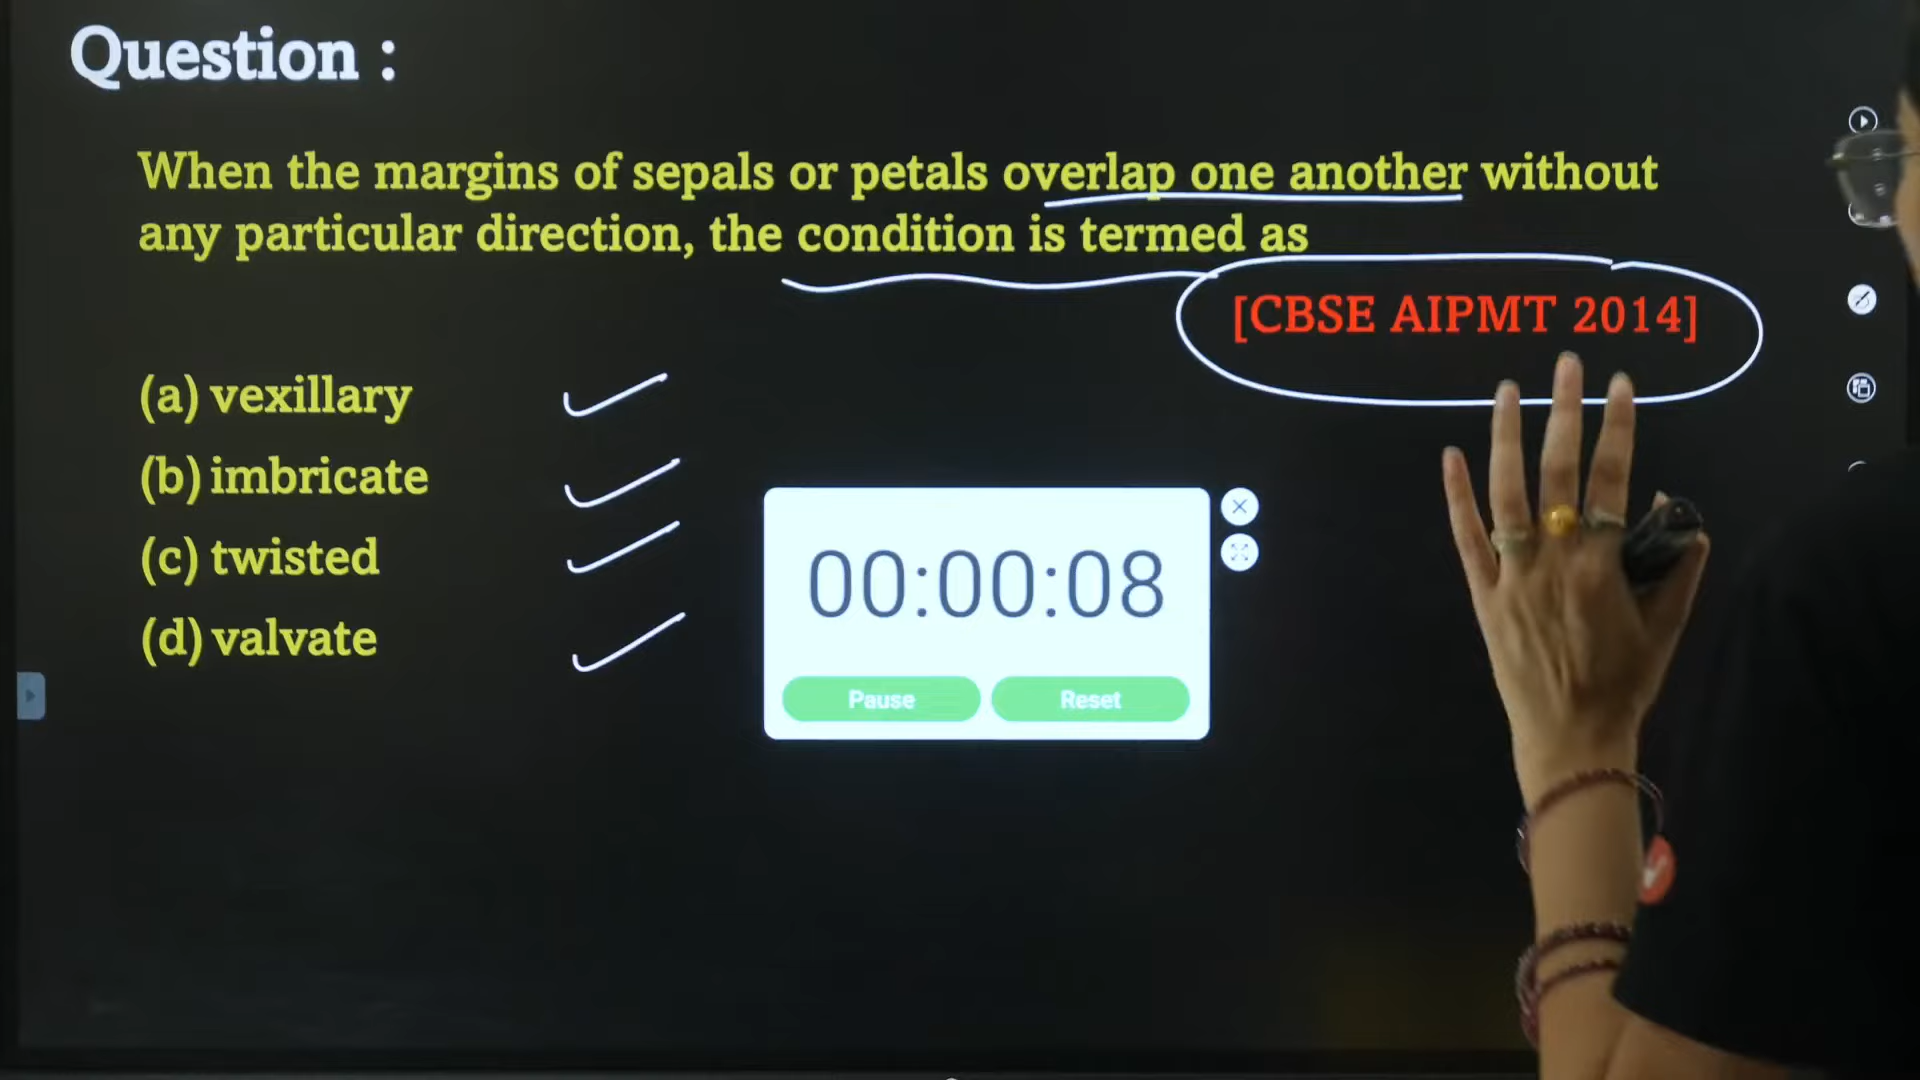 Question :
When the margins of sepals or petals overlap one another without
any particular direction, the condition is termed as
[CBSE AIPMT 2014]
(a) vexillary
(b) imbricate
(c) twisted
(d) valvate
00:00:08
Pause Reset